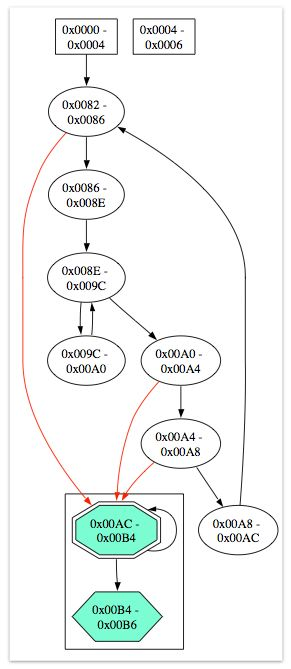 0x0000 -
0x0004
0x0004 -
0x0006
0x0082 -
0x0086
0x0086 -
0x008E
0x008E -
0x009C
0x009C -
0x00A0
0x00A0 -
0x00A4
0x00A4 -
0x00A8
0x00AC -
0x00B4
0x00A8 -
0x00AC
0x00B4 -
0x00B6